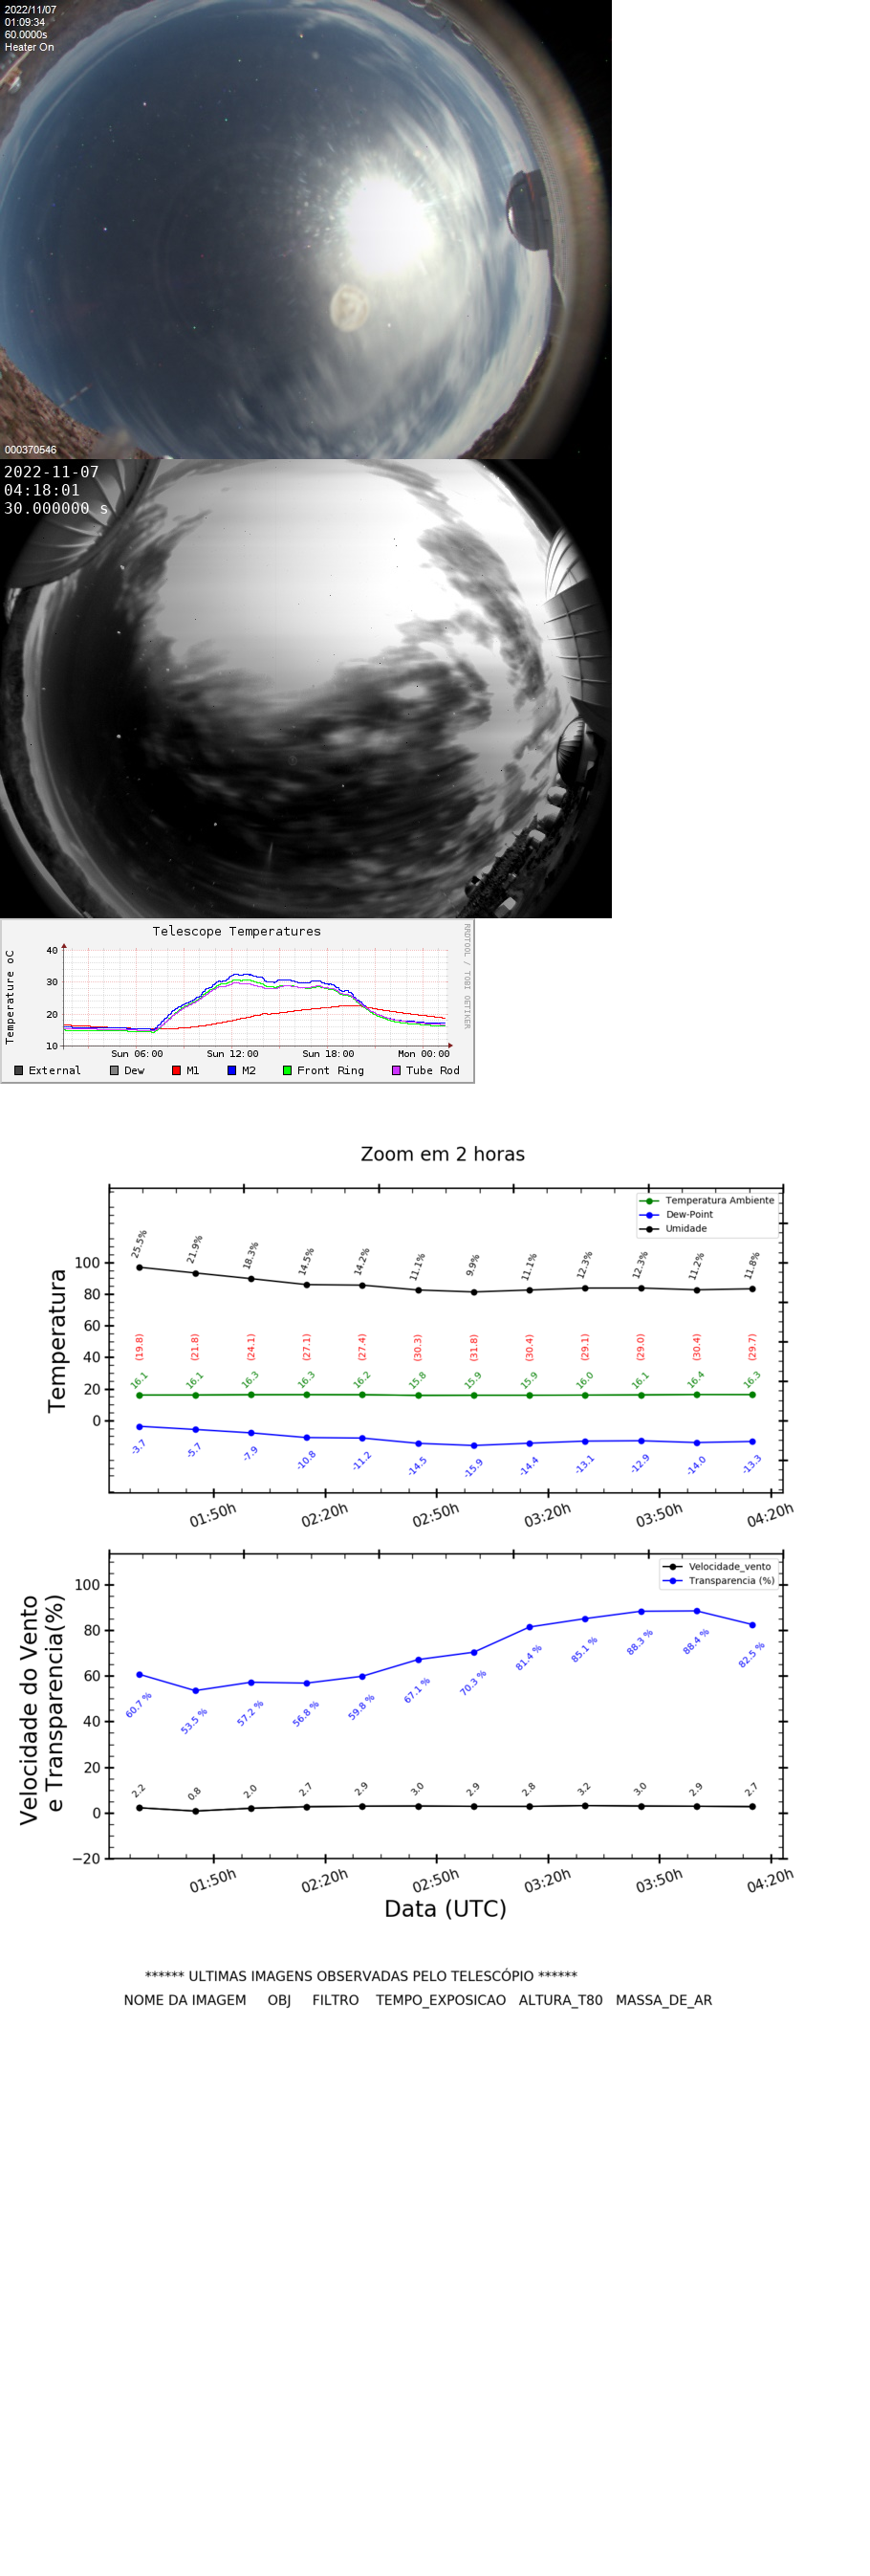 2022/11/07
01:09:34
60.0000s
Heater On
000370546
2022-11-07
04:18:01
30.000000 s
Telescope Temperatures
RRDTOOL / TOBI OETIKER
Temperature oC
40
30
20
10
Sun 06:00 Sun 12:00 Sun 18:00 Mon 00:00
External Dew M1 M2 Front Ring Tube Rod
Zoom em 2 horas
Temperatura Ambiente
Dew-Point
Umidade
Temperatura
100
80
60
40
20
0
25.5% 21.9% 18.3% 14.5% 14.2% 11.1% 9.9% 11.1% 12.3% 12.3% 11.2% 11.8%
(19.8) (21.8) (24.1) (27.1) (27.4) (30.3) (31.8) (30.4) (29.1) (29.0) (30.4) (29.7)
16.1 16.1 16.3 16.3 16.2 15.8 15.9 15.9 16.0 16.1 16.4 16.3
-3.7 -5.7 -7.9 -10.8 -11.2 -14.5 -15.9 -14.4 -13.1 -12.9 -14.0 -13.3
01:50h 02:20h 02:50h 03:20h 03:50h 04:20h
Velocidade_vento
Transparencia (%)
Velocidade do Vento
e Transparencia(%)
100
80
60
40
20
0
−20
60.7 % 53.5 % 57.2 % 56.8 % 59.8 % 67.1 % 70.3 % 81.4 % 85.1 % 88.3 % 88.4 % 82.5 %
2.2 0.8 2.0 2.7 2.9 3.0 2.9 2.8 3.2 3.0 2.9 2.7
01:50h 02:20h 02:50h 03:20h 03:50h 04:20h
Data (UTC)
****** ULTIMAS IMAGENS OBSERVADAS PELO TELESCÓPIO ******
NOME DA IMAGEM OBJ FILTRO TEMPO_EXPOSICAO ALTURA_T80 MASSA_DE_AR